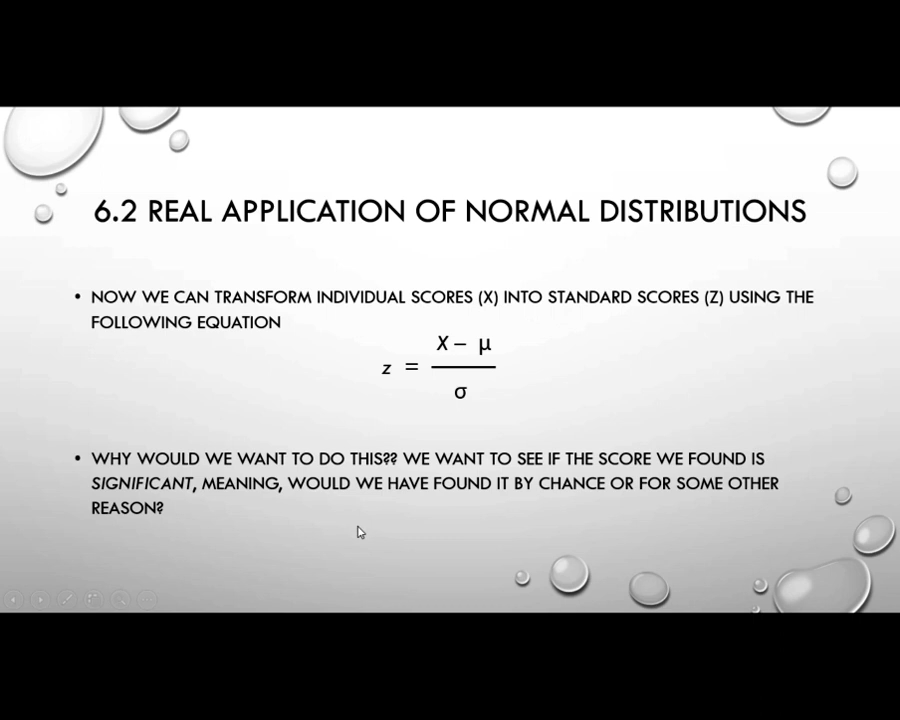 6.2 REAL APPLICATION OF NORMAL DISTRIBUTIONS
• NOW WE CAN TRANSFORM INDIVIDUAL SCORES (X) INTO STANDARD SCORES (Z) USING THE
FOLLOWING EQUATION
X – μ
z =
σ
• WHY WOULD WE WANT TO DO THIS?? WE WANT TO SEE IF THE SCORE WE FOUND IS
SIGNIFICANT, MEANING, WOULD WE HAVE FOUND IT BY CHANCE OR FOR SOME OTHER
REASON?